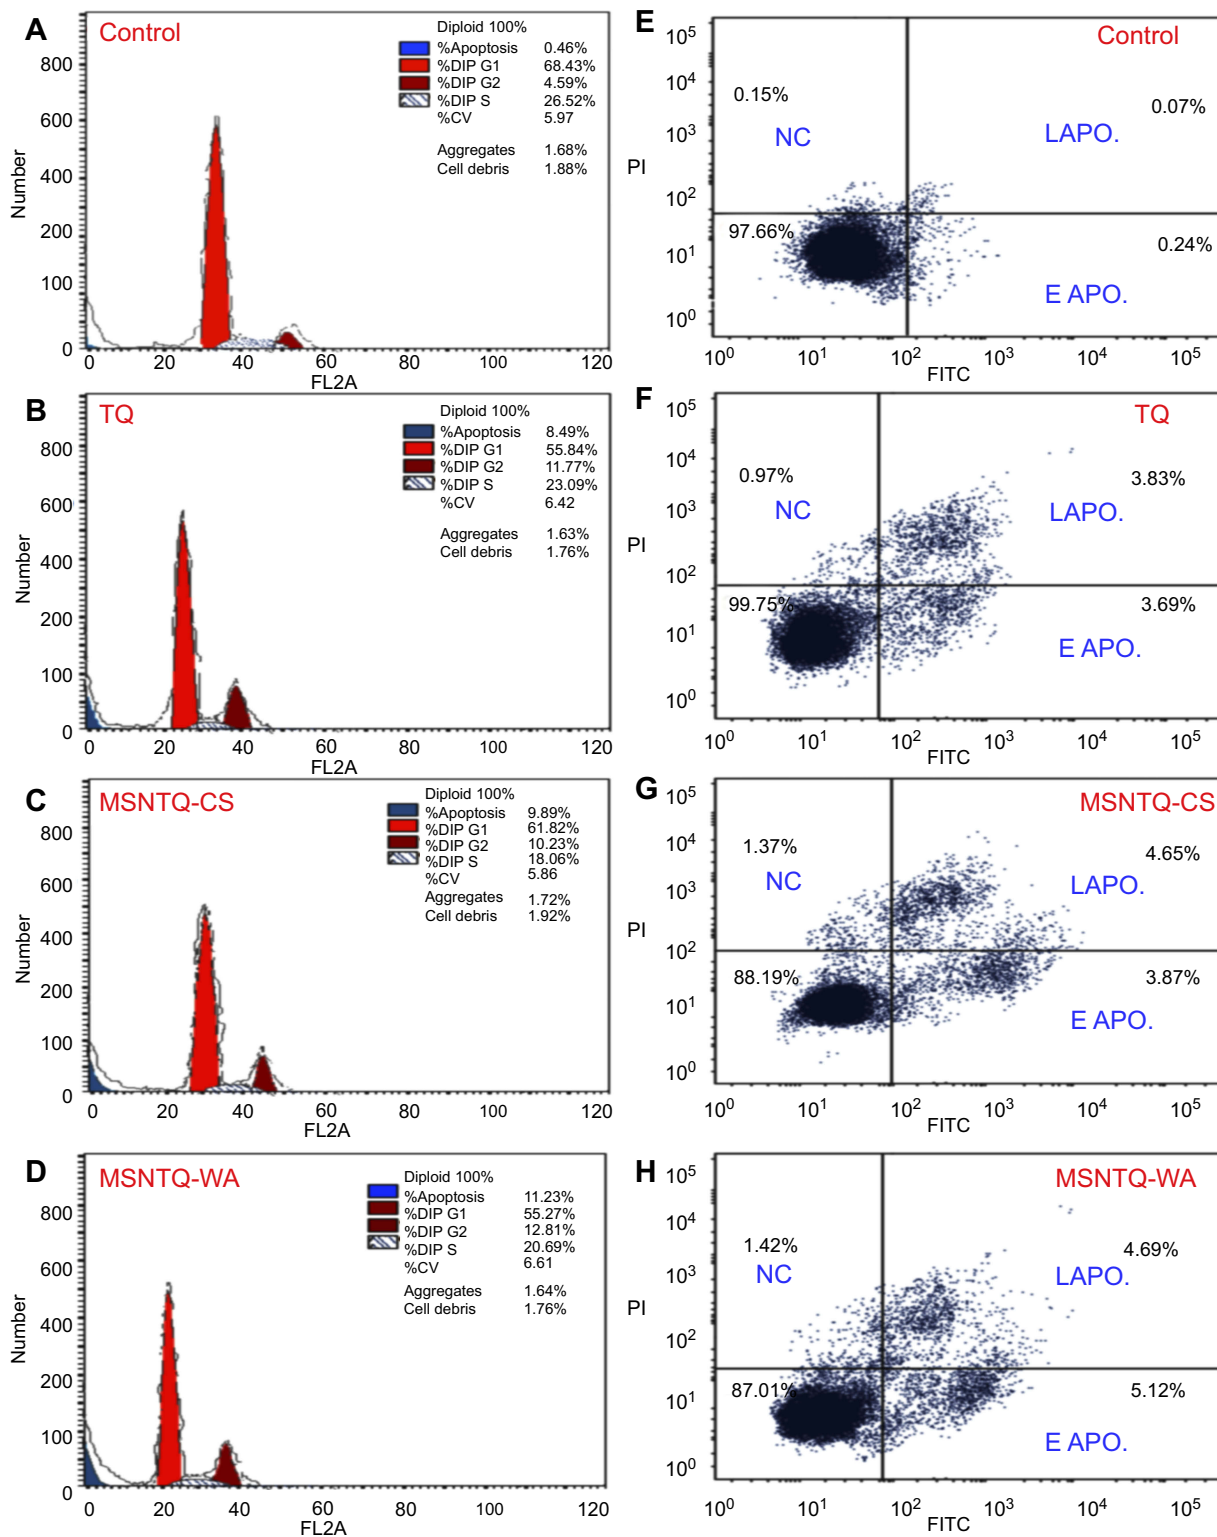 A
Control
Diploid 100%
%Apoptosis 0.46%
%DIP G1 68.43%
%DIP G2 4.59%
%DIP S 26.52%
%CV 5.97
Aggregates 1.68%
Cell debris 1.88%
Number
800
600
400
200
100
0
0 20 40 60 80 100 120
FL2A
E
Control
PI
10^5
10^4
10^3
10^2
10^1
10^0
0.15%
NC
0.07%
LAPO.
97.66%
0.24%
E APO.
10^0 10^1 10^2 10^3 10^4 10^5
FITC
B
TQ
Diploid 100%
%Apoptosis 8.49%
%DIP G1 55.84%
%DIP G2 11.77%
%DIP S 23.09%
%CV 6.42
Aggregates 1.63%
Cell debris 1.76%
Number
800
600
400
200
100
0
0 20 40 60 80 100 120
FL2A
F
TQ
PI
10^5
10^4
10^3
10^2
10^1
10^0
0.97%
NC
3.83%
LAPO.
99.75%
3.69%
E APO.
10^0 10^1 10^2 10^3 10^4 10^5
FITC
C
MSNTQ-CS
Diploid 100%
%Apoptosis 9.89%
%DIP G1 61.82%
%DIP G2 10.23%
%DIP S 18.06%
%CV 5.86
Aggregates 1.72%
Cell debris 1.92%
Number
800
600
400
200
100
0
0 20 40 60 80 100 120
FL2A
G
MSNTQ-CS
PI
10^5
10^4
10^3
10^2
10^1
10^0
1.37%
NC
4.65%
LAPO.
88.19%
3.87%
E APO.
10^0 10^1 10^2 10^3 10^4 10^5
FITC
D
MSNTQ-WA
Diploid 100%
%Apoptosis 11.23%
%DIP G1 55.27%
%DIP G2 12.81%
%DIP S 20.69%
%CV 6.61
Aggregates 1.64%
Cell debris 1.76%
Number
800
600
400
200
100
0
0 20 40 60 80 100 120
FL2A
H
MSNTQ-WA
PI
10^5
10^4
10^3
10^2
10^1
10^0
1.42%
NC
4.69%
LAPO.
87.01%
5.12%
E APO.
10^0 10^1 10^2 10^3 10^4 10^5
FITC